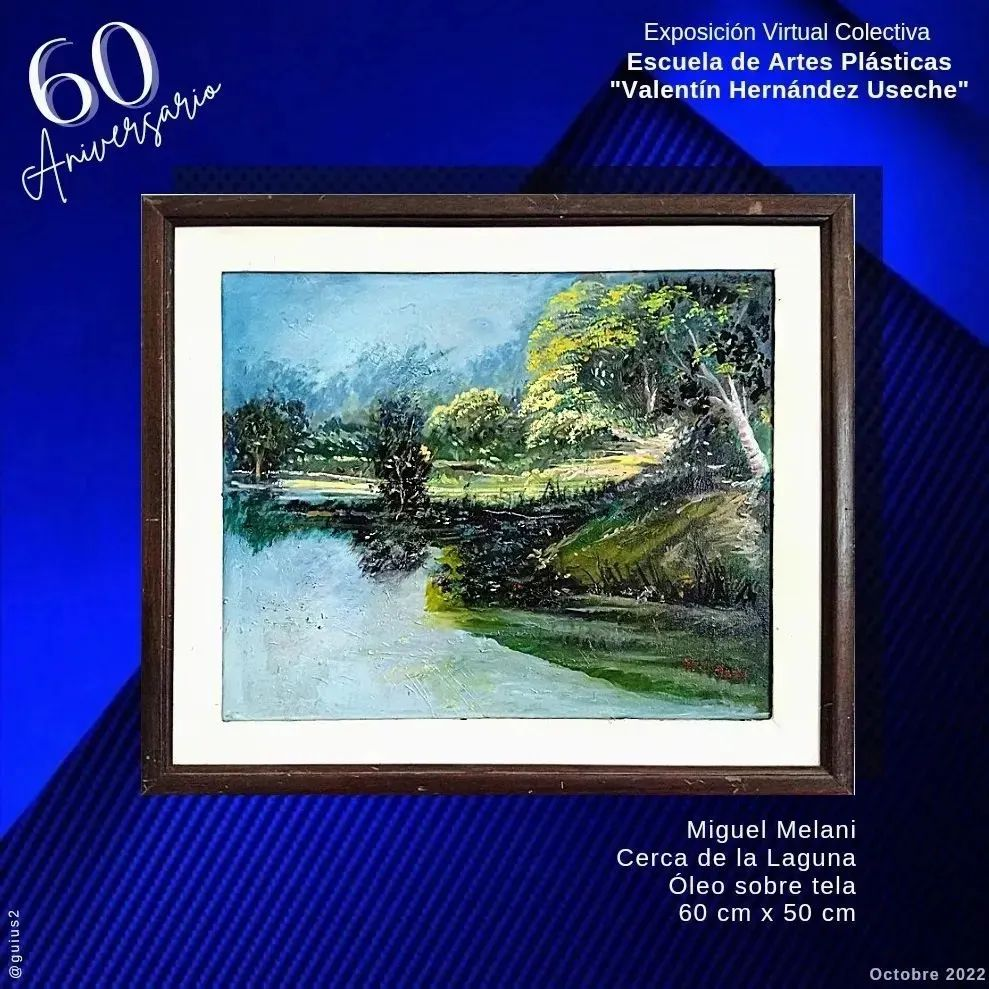 60
Aniversario
Exposición Virtual Colectiva
Escuela de Artes Plásticas
"Valentín Hernández Useche"
Miguel Melani
Cerca de la Laguna
Óleo sobre tela
60 cm x 50 cm
@guius2
Octobre 2022